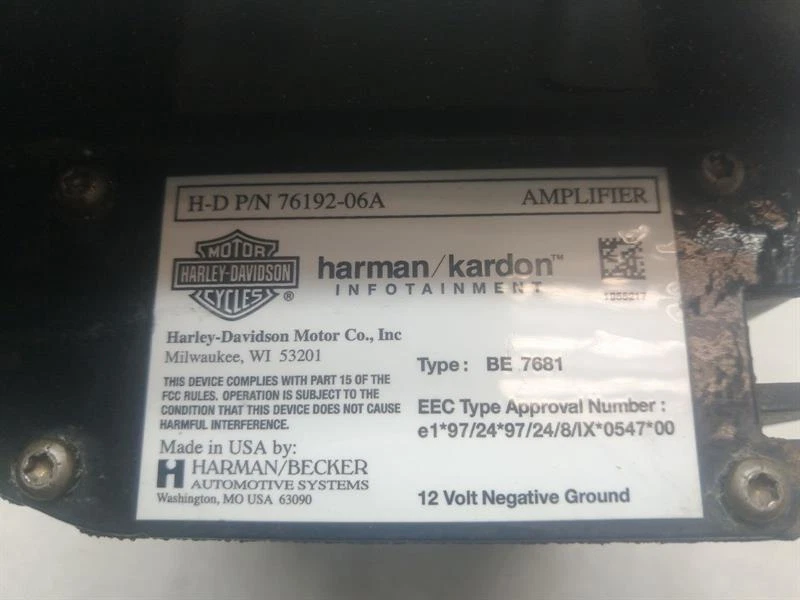 H-D P/N 76192-06A AMPLIFIER
MOTOR
HARLEY-DAVIDSON
CYCLES ®
harman/kardon™
INFOTAINMENT
1955217
Harley-Davidson Motor Co., Inc
Milwaukee, WI 53201
THIS DEVICE COMPLIES WITH PART 15 OF THE
FCC RULES. OPERATION IS SUBJECT TO THE
CONDITION THAT THIS DEVICE DOES NOT CAUSE
HARMFUL INTERFERENCE.
Made in USA by:
HARMAN/BECKER
AUTOMOTIVE SYSTEMS
Washington, MO USA 63090
Type: BE 7681
EEC Type Approval Number:
e1*97/24*97/24/8/IX*0547*00
12 Volt Negative Ground